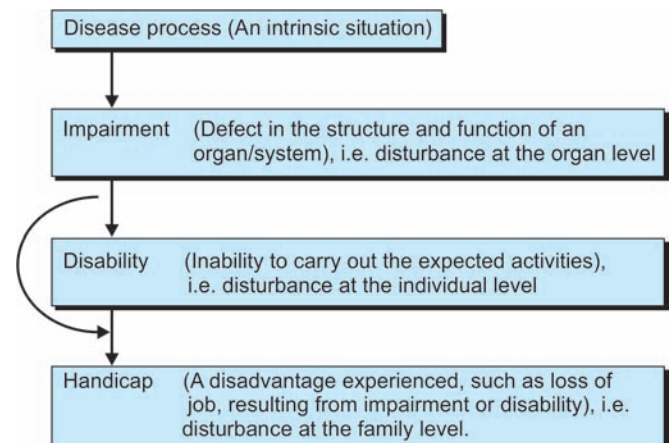 Disease process (An intrinsic situation)
Impairment (Defect in the structure and function of an
organ/system), i.e. disturbance at the organ level
Disability (Inability to carry out the expected activities),
i.e. disturbance at the individual level
Handicap (A disadvantage experienced, such as loss of
job, resulting from impairment or disability), i.e.
disturbance at the family level.